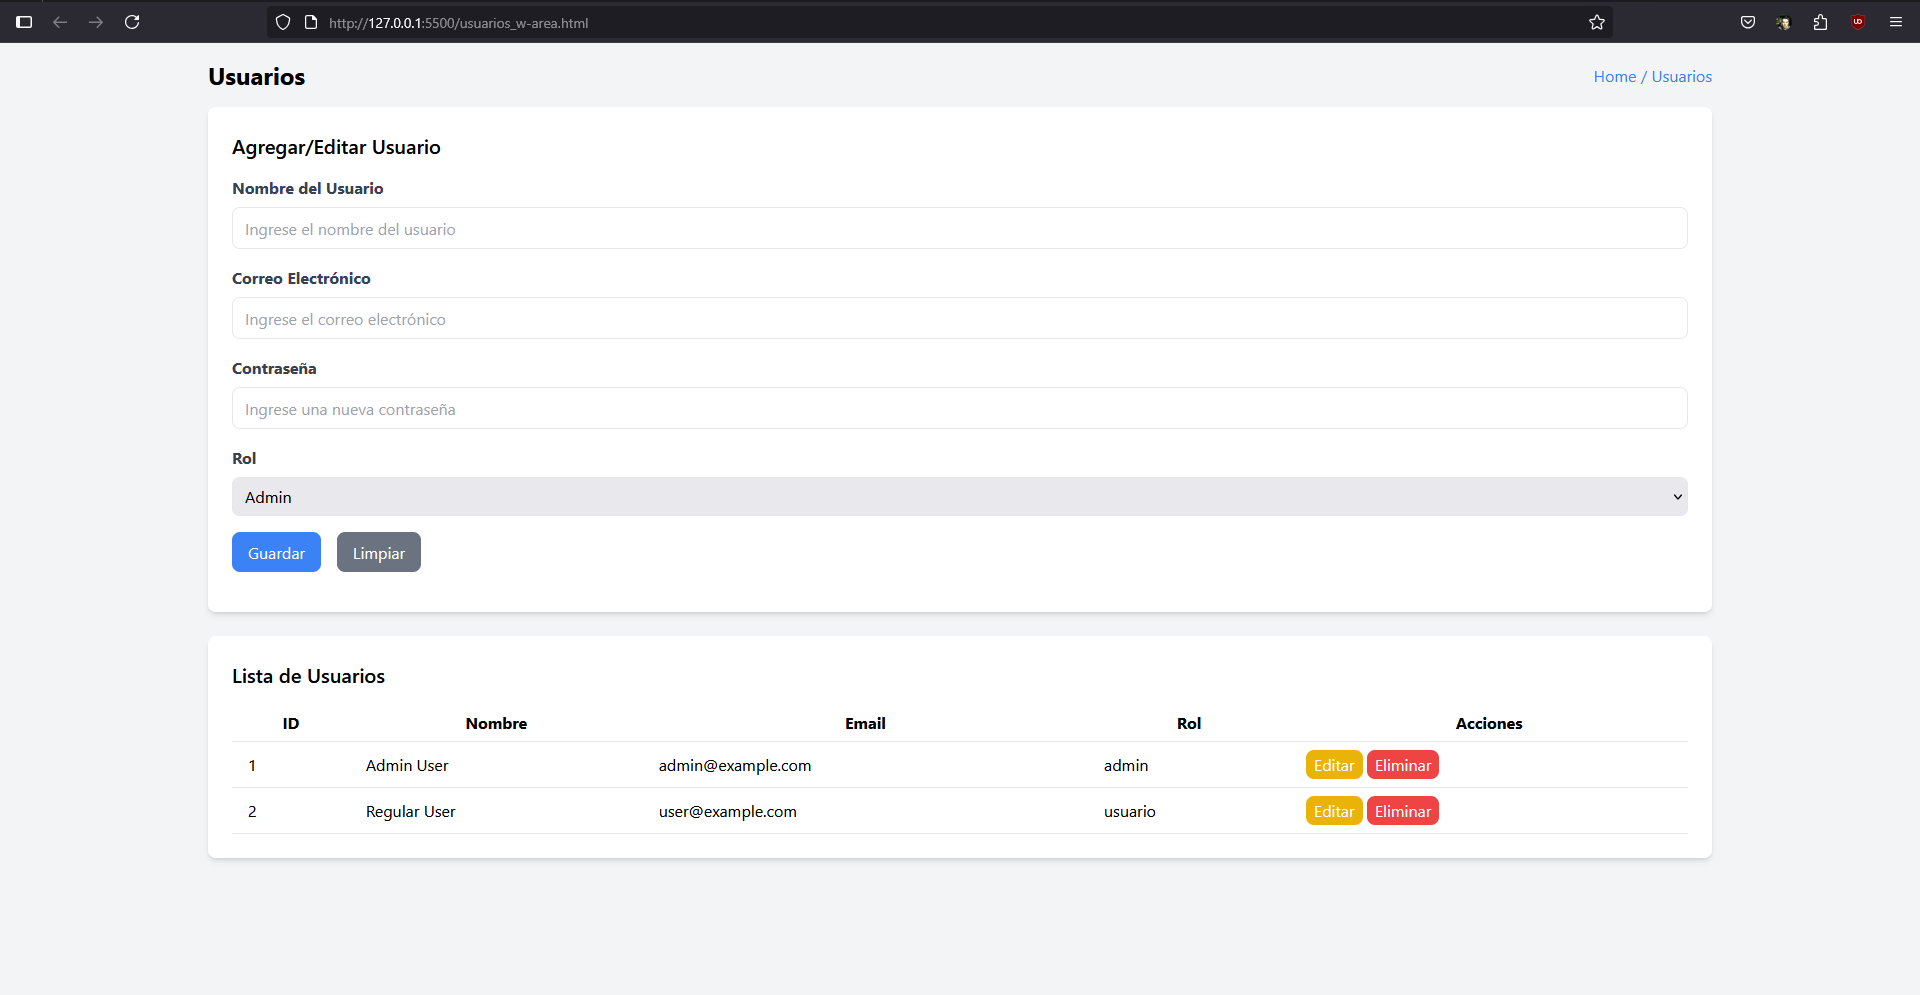 http://127.0.0.1:5500/usuarios_w-area.html
Usuarios
Home / Usuarios
Agregar/Editar Usuario
Nombre del Usuario
Ingrese el nombre del usuario
Correo Electrónico
Ingrese el correo electrónico
Contraseña
Ingrese una nueva contraseña
Rol
Admin
Guardar Limpiar
Lista de Usuarios
ID Nombre Email Rol Acciones
1 Admin User admin@example.com admin Editar Eliminar
2 Regular User user@example.com usuario Editar Eliminar